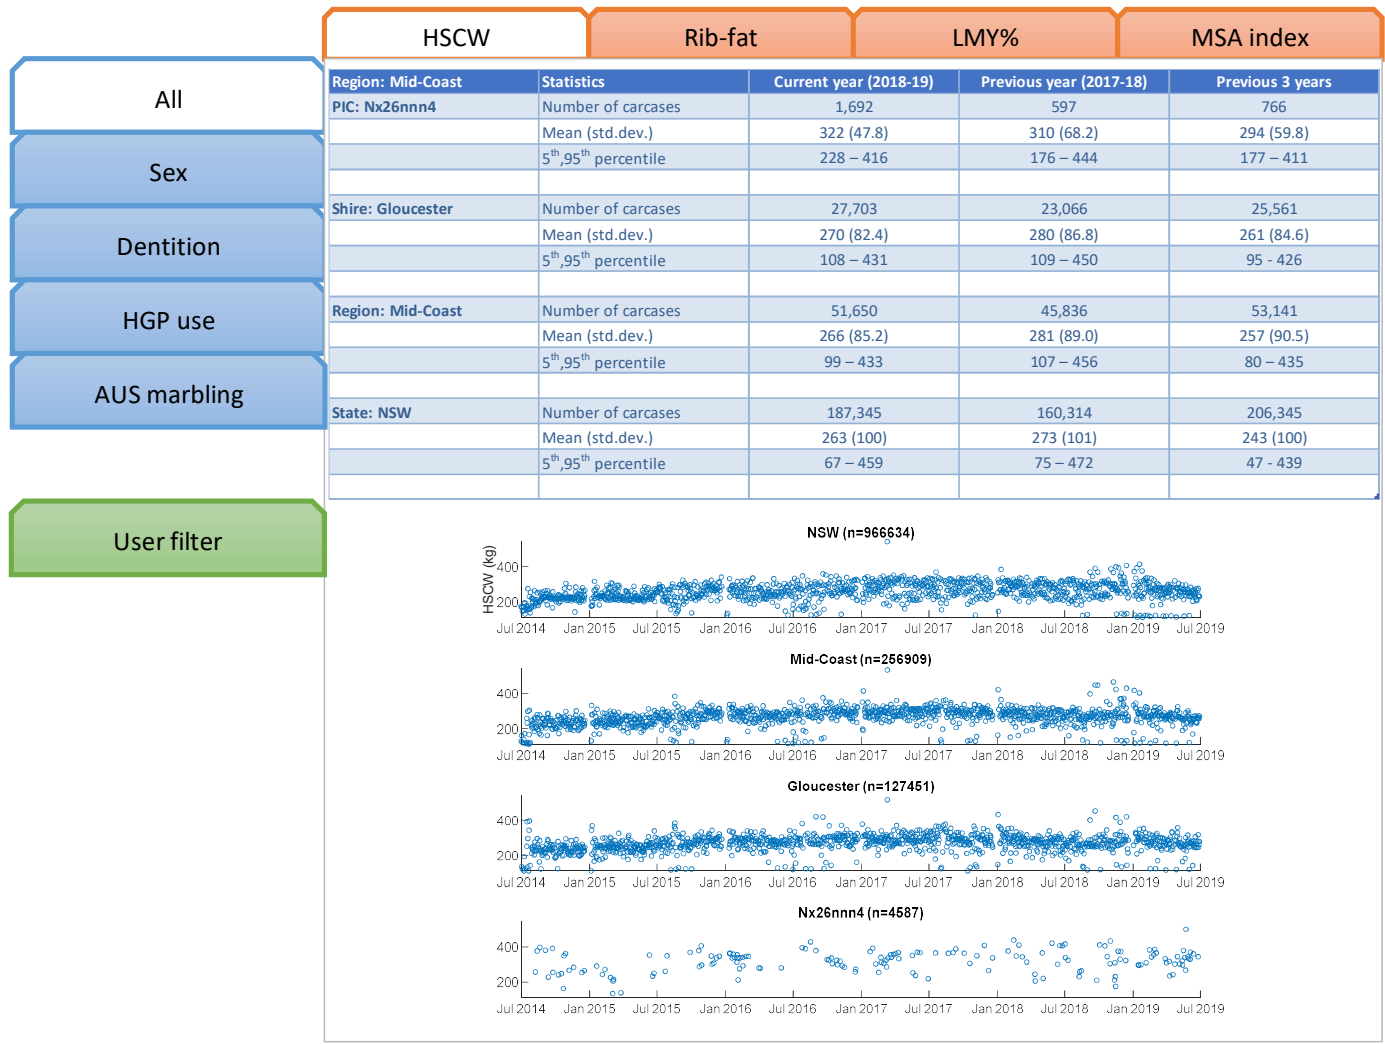 HSCW Rib-fat LMY% MSA index
All
Sex
Dentition
HGP use
AUS marbling
User filter
Region: Mid-Coast Statistics Current year (2018-19) Previous year (2017-18) Previous 3 years
PIC: Nx26nnn4 Number of carcases 1,692 597 766
Mean (std.dev.) 322 (47.8) 310 (68.2) 294 (59.8)
5th,95th percentile 228 – 416 176 – 444 177 – 411
Shire: Gloucester Number of carcases 27,703 23,066 25,561
Mean (std.dev.) 270 (82.4) 280 (86.8) 261 (84.6)
5th,95th percentile 108 – 431 109 – 450 95 - 426
Region: Mid-Coast Number of carcases 51,650 45,836 53,141
Mean (std.dev.) 266 (85.2) 281 (89.0) 257 (90.5)
5th,95th percentile 99 – 433 107 – 456 80 – 435
State: NSW Number of carcases 187,345 160,314 206,345
Mean (std.dev.) 263 (100) 273 (101) 243 (100)
5th,95th percentile 67 – 459 75 – 472 47 - 439
NSW (n=966634)
HSCW (kg)
400
200
Jul 2014 Jan 2015 Jul 2015 Jan 2016 Jul 2016 Jan 2017 Jul 2017 Jan 2018 Jul 2018 Jan 2019 Jul 2019
Mid-Coast (n=256909)
400
200
Jul 2014 Jan 2015 Jul 2015 Jan 2016 Jul 2016 Jan 2017 Jul 2017 Jan 2018 Jul 2018 Jan 2019 Jul 2019
Gloucester (n=127451)
400
200
Jul 2014 Jan 2015 Jul 2015 Jan 2016 Jul 2016 Jan 2017 Jul 2017 Jan 2018 Jul 2018 Jan 2019 Jul 2019
Nx26nnn4 (n=4587)
400
200
Jul 2014 Jan 2015 Jul 2015 Jan 2016 Jul 2016 Jan 2017 Jul 2017 Jan 2018 Jul 2018 Jan 2019 Jul 2019